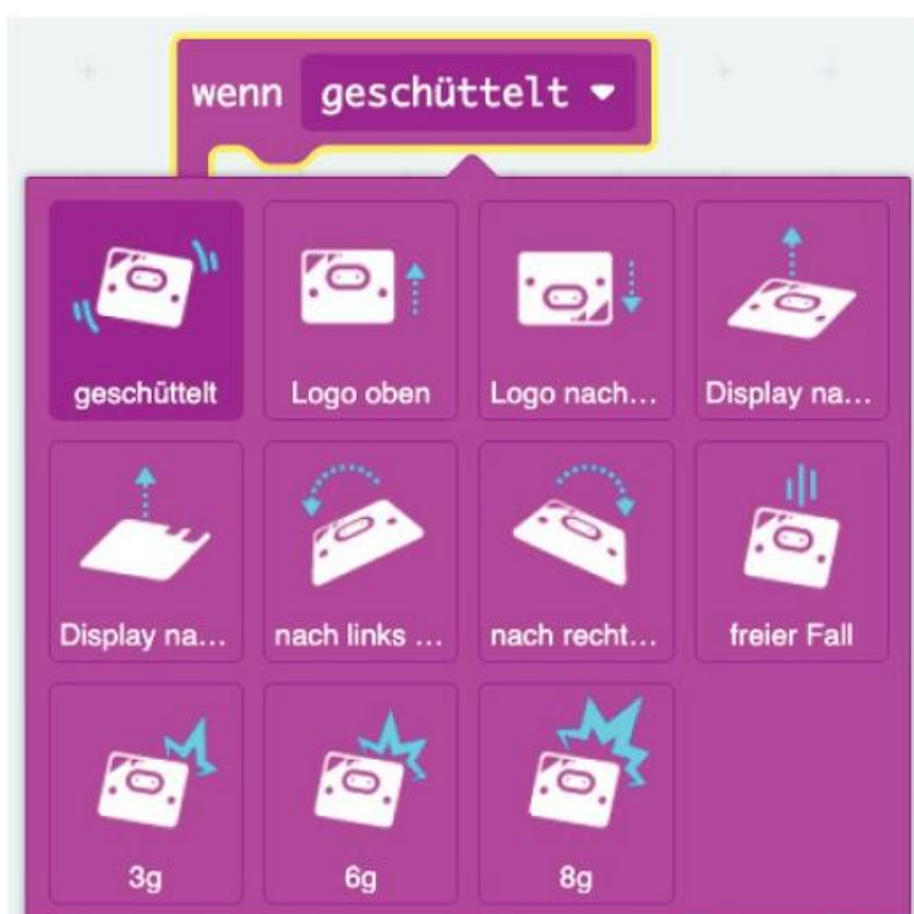 wenn geschüttelt
geschüttelt
Logo oben
Logo nach...
Display na...
Display na...
nach links ...
nach recht...
freier Fall
3g
6g
8g